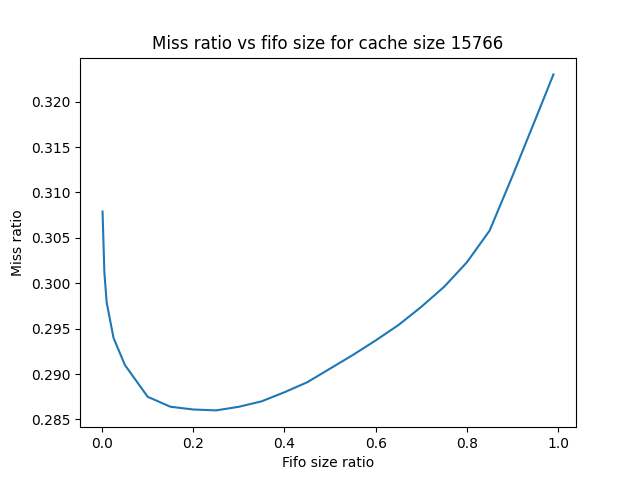 Miss ratio vs fifo size for cache size 15766
0.320
0.315
0.310
0.305
0.300
0.295
0.290
0.285
Miss ratio
0.0 0.2 0.4 0.6 0.8 1.0
Fifo size ratio